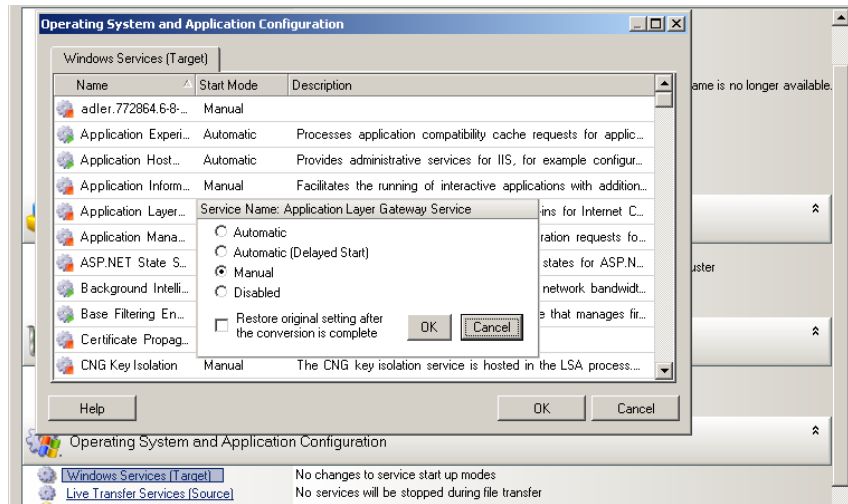 Operating System and Application Configuration
Windows Services (Target)
Name Start Mode Description
ame is no longer available.
adler.772864.6-8-... Manual
Application Experi... Automatic Processes application compatibility cache requests for applic...
Application Host... Automatic Provides administrative services for IIS, for example configur...
Application Inform... Manual Facilitates the running of interactive applications with addition...
Application Layer... -ins for Internet C...
Service Name: Application Layer Gateway Service
Automatic
Application Mana... ration requests fo...
Automatic (Delayed Start)
ASP.NET State S... states for ASP.N...
uster
Manual
Background Intelli... network bandwidt...
Disabled
Base Filtering En... e that manages fir...
Restore original setting after
the conversion is complete
OK Cancel
Certificate Propag...
CNG Key Isolation Manual The CNG key isolation service is hosted in the LSA process....
Help OK Cancel
Operating System and Application Configuration
Windows Services (Target) No changes to service start up modes
Live Transfer Services (Source) No services will be stopped during file transfer